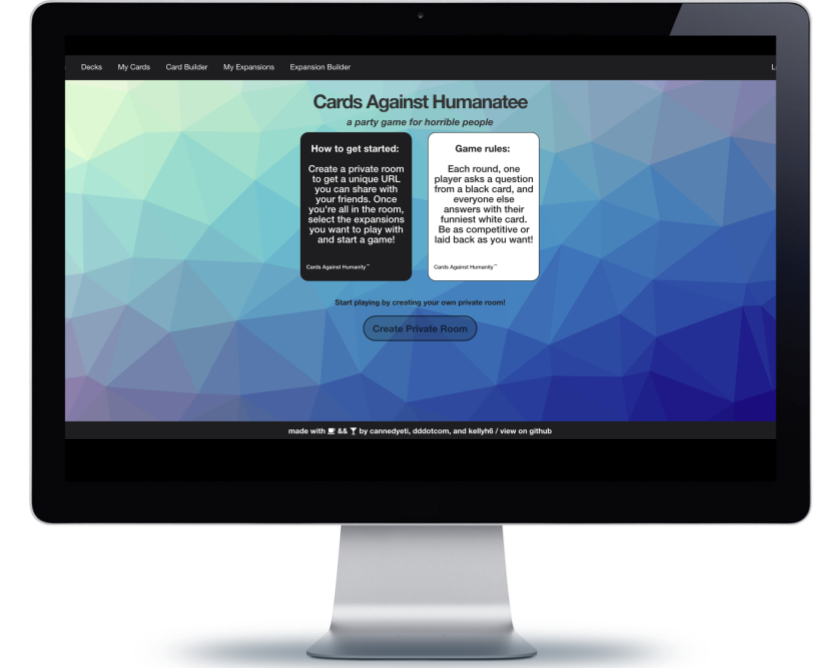 Decks My Cards Card Builder My Expansions Expansion Builder
Cards Against Humanatee
a party game for horrible people
How to get started:
Create a private room
to get a unique URL
you can share with
your friends. Once
you're all in the room,
select the expansions
you want to play with
and start a game!
Cards Against Humanity™
Game rules:
Each round, one
player asks a question
from a black card, and
everyone else
answers with their
funniest white card.
Be as competitive or
laid back as you want!
Cards Against Humanity™
Start playing by creating your own private room!
Create Private Room
made with && by cannedyeti, dddotcom, and kellyh6 / view on github